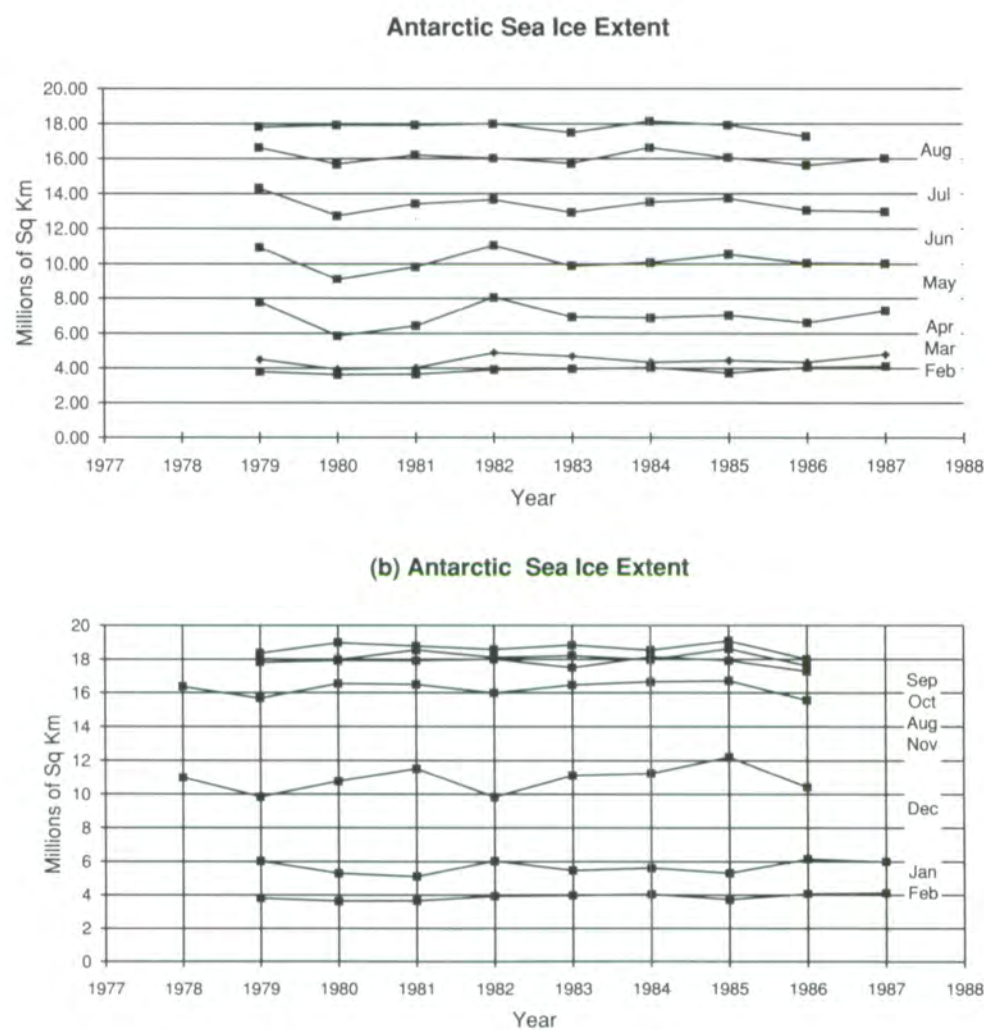 Antarctic Sea Ice Extent
20.00
18.00
16.00
14.00
12.00
10.00
8.00
6.00
4.00
2.00
0.00
Millions of Sq Km
Aug
Jul
Jun
May
Apr
Mar
Feb
1977 1978 1979 1980 1981 1982 1983 1984 1985 1986 1987 1988
Year
(b) Antarctic Sea Ice Extent
20
18
16
14
12
10
8
6
4
2
0
Millions of Sq Km
Sep
Oct
Aug
Nov
Dec
Jan
Feb
1977 1978 1979 1980 1981 1982 1983 1984 1985 1986 1987 1988
Year